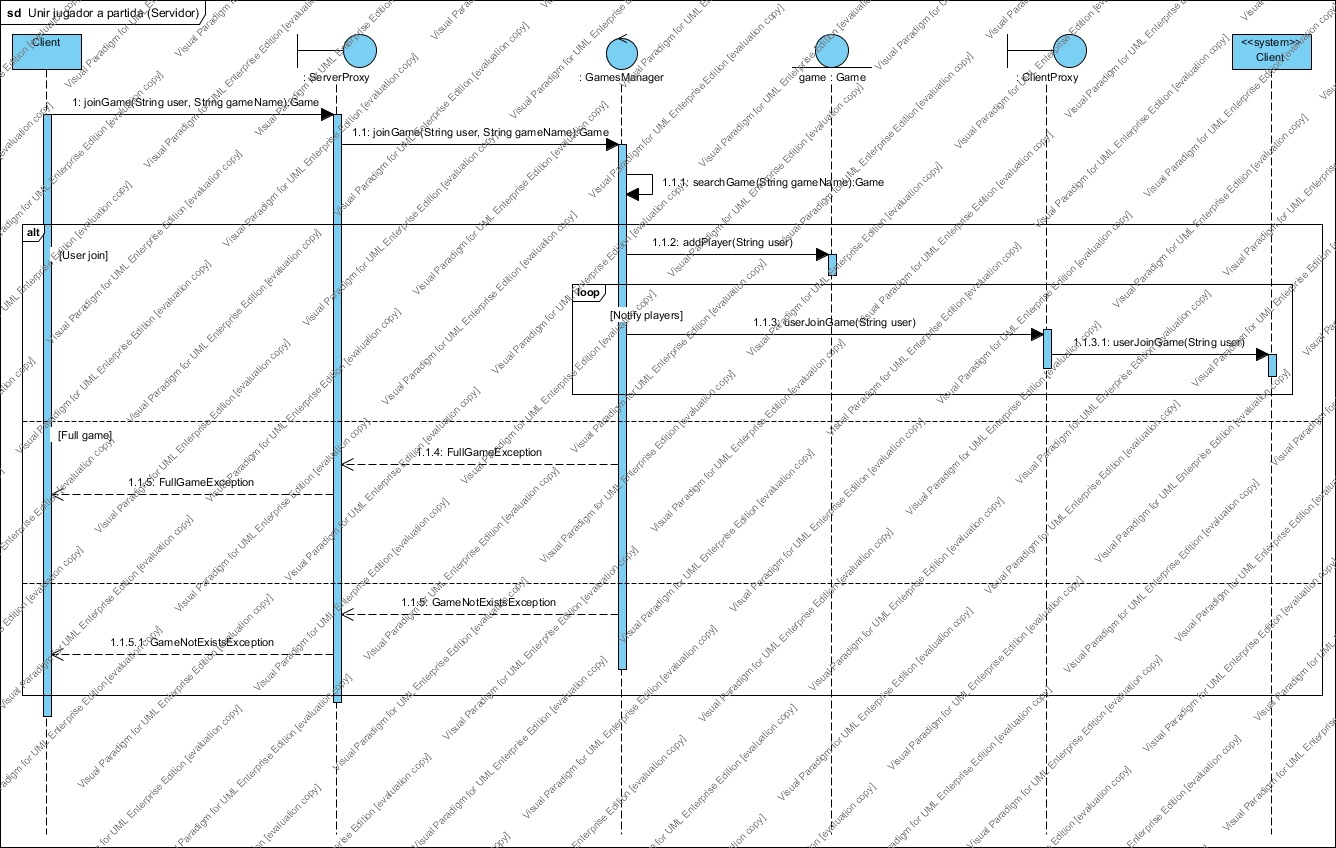 sd Unir jugador a partida (Servidor)
Client
: ServerProxy
: GamesManager
game : Game
: ClientProxy
<<system>>
Client
1: joinGame(String user, String gameName):Game
1.1: joinGame(String user, String gameName):Game
1.1.1: searchGame(String gameName):Game
alt
[User join]
1.1.2: addPlayer(String user)
loop
[Notify players]
1.1.3: userJoinGame(String user)
1.1.3.1: userJoinGame(String user)
[Full game]
1.1.4: FullGameException
1.1.5: FullGameException
1.1.5: GameNotExistsException
1.1.5.1: GameNotExistsException
Visual Paradigm for UML Enterprise Edition [evaluation copy]